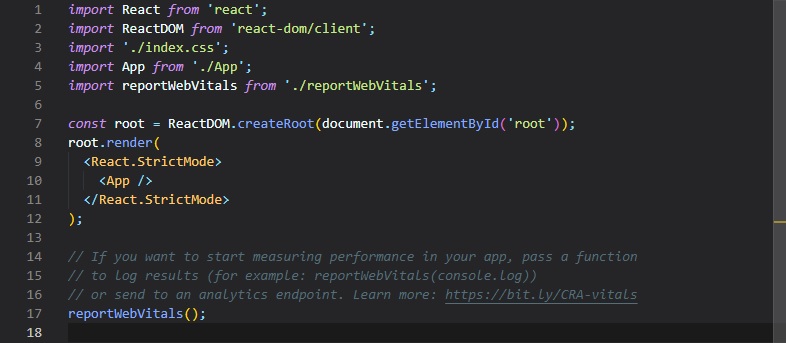 1 import React from 'react';
2 import ReactDOM from 'react-dom/client';
3 import './index.css';
4 import App from './App';
5 import reportWebVitals from './reportWebVitals';
6
7 const root = ReactDOM.createRoot(document.getElementById('root'));
8 root.render(
9   <React.StrictMode>
10     <App />
11   </React.StrictMode>
12 );
13
14 // If you want to start measuring performance in your app, pass a function
15 // to log results (for example: reportWebVitals(console.log))
16 // or send to an analytics endpoint. Learn more: https://bit.ly/CRA-vitals
17 reportWebVitals();
18